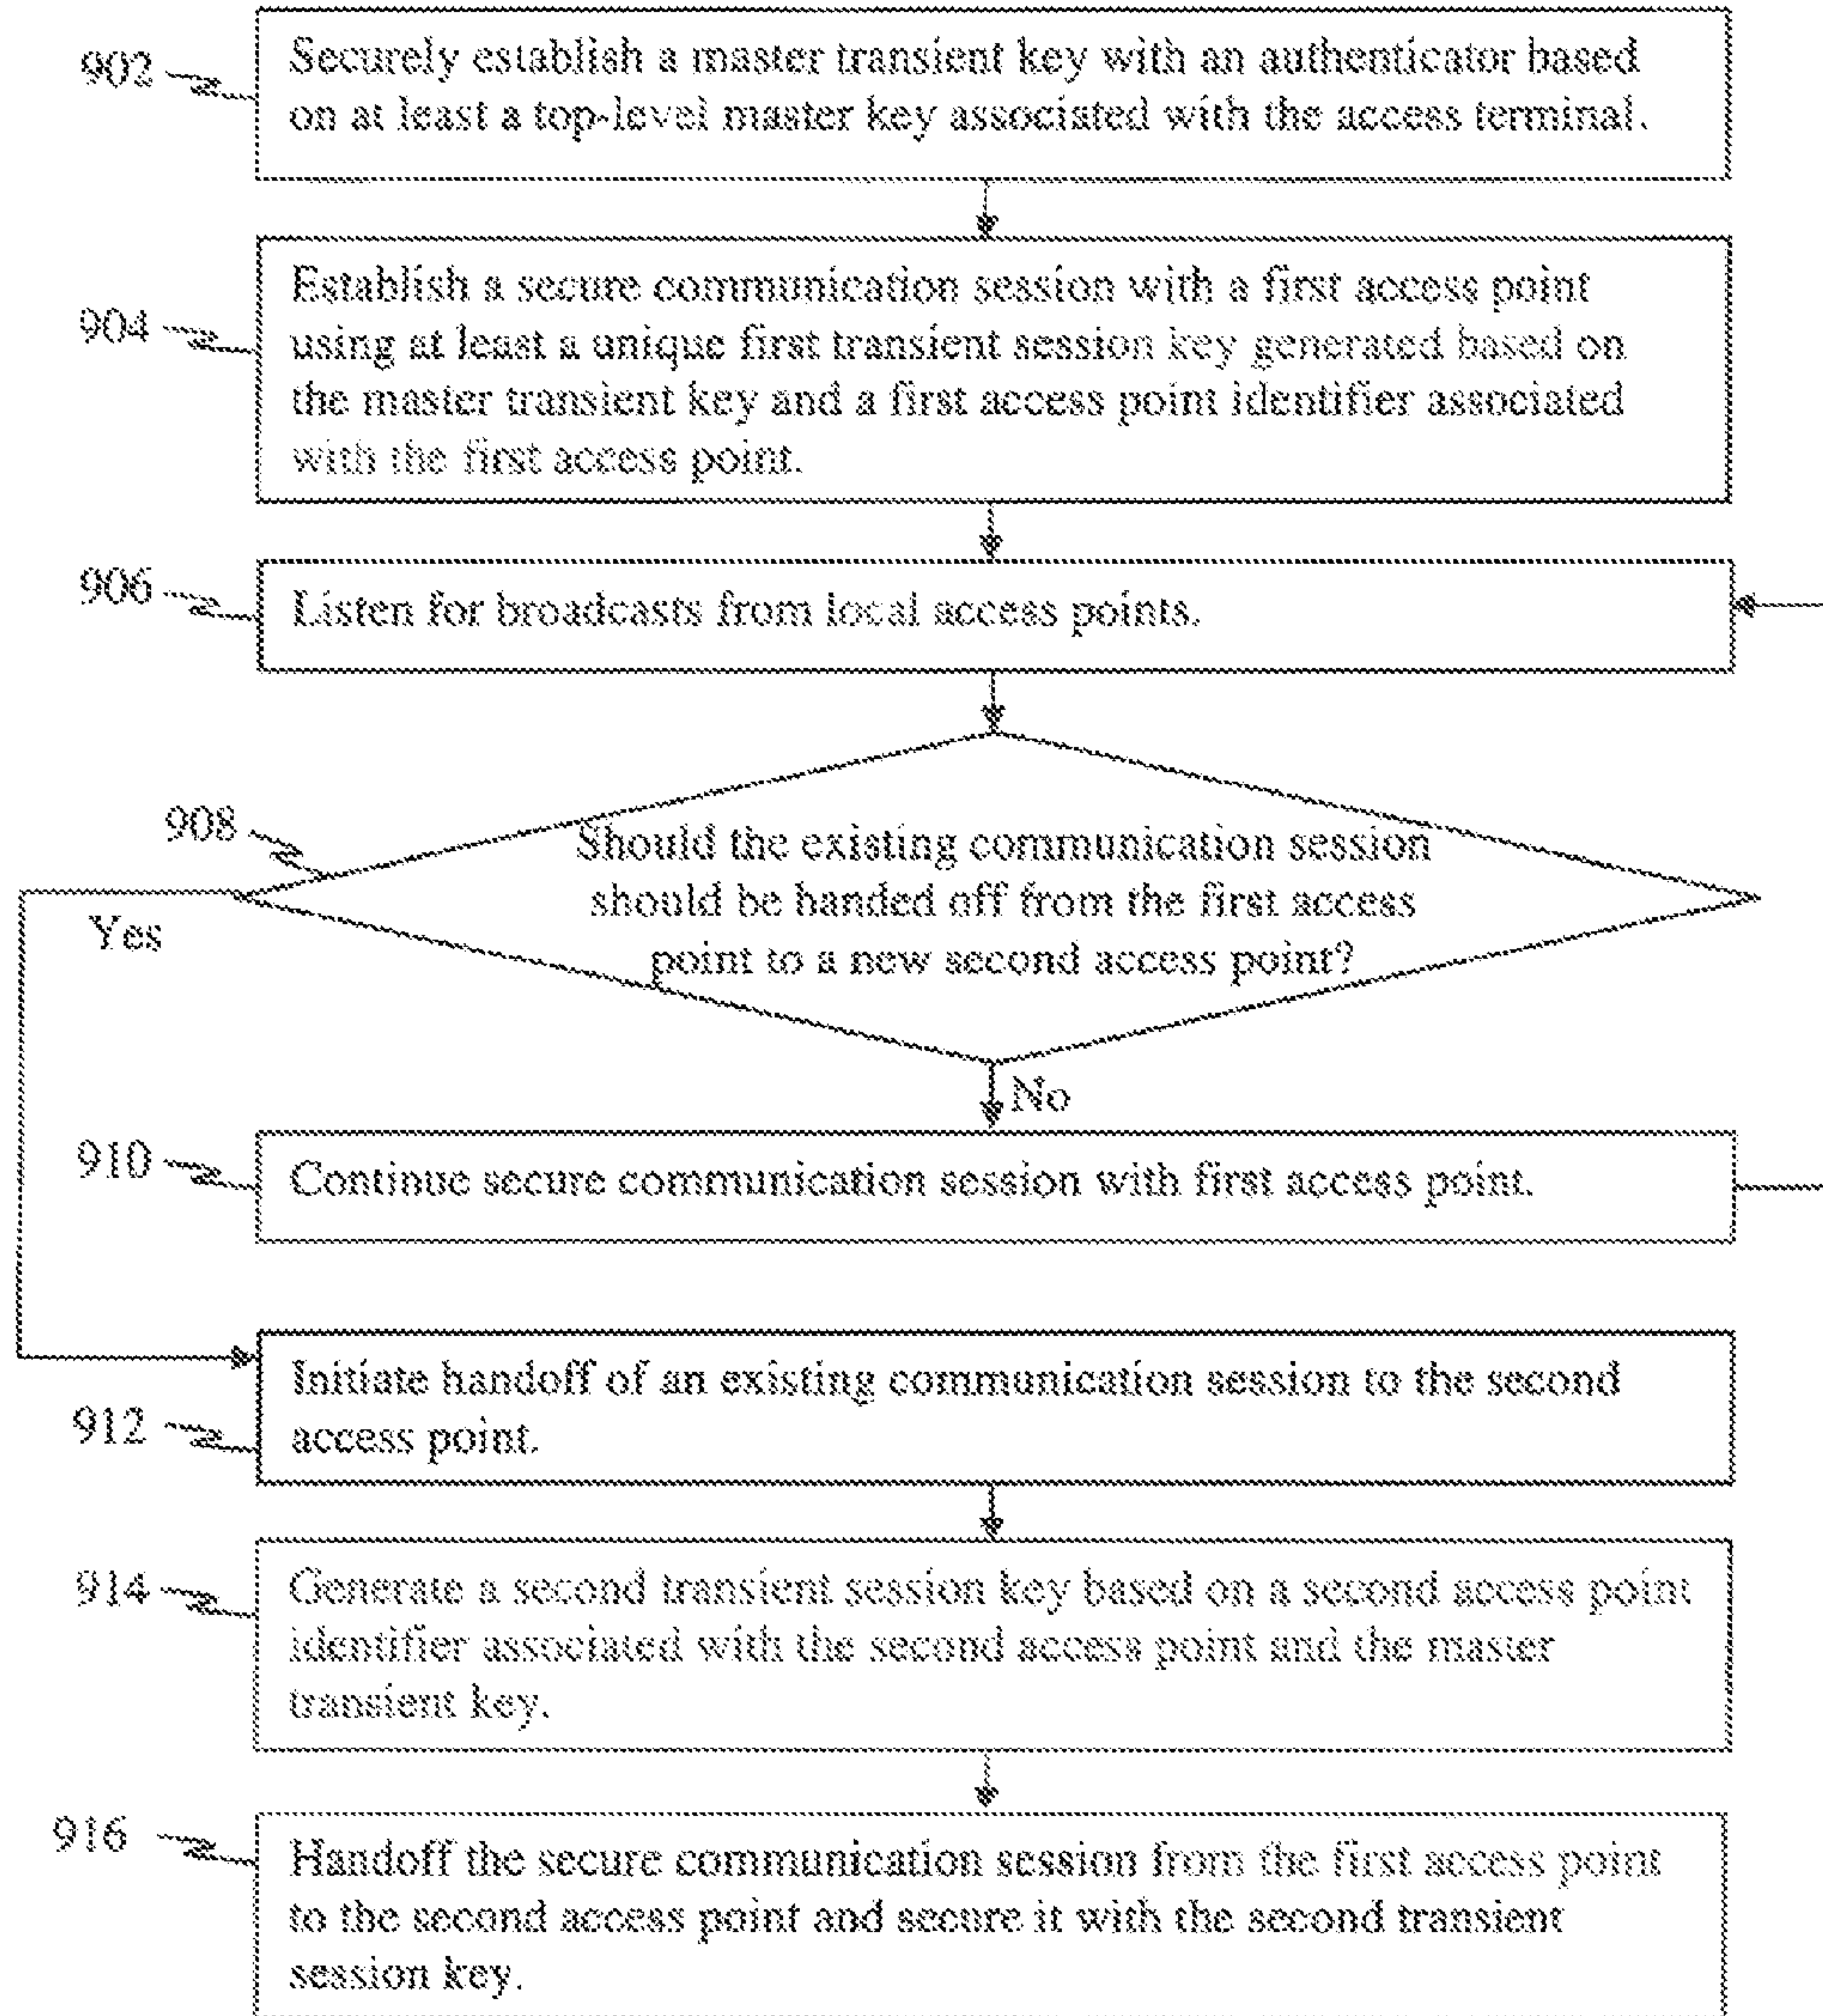 902
Securely establish a master transient key with an authenticator based
on at least a top-level master key associated with the access terminal.
904
Establish a secure communication session with a first access point
using at least a unique first transient session key generated based on
the master transient key and a first access point identifier associated
with the first access point.
906
Listen for broadcasts from local access points.
908
Should the existing communication session
should be handed off from the first access
point to a new second access point?
Yes
No
910
Continue secure communication session with first access point.
912
Initiate handoff of an existing communication session to the second
access point.
914
Generate a second transient session key based on a second access point
identifier associated with the second access point and the master
transient key.
916
Handoff the secure communication session from the first access point
to the second access point and secure it with the second transient
session key.